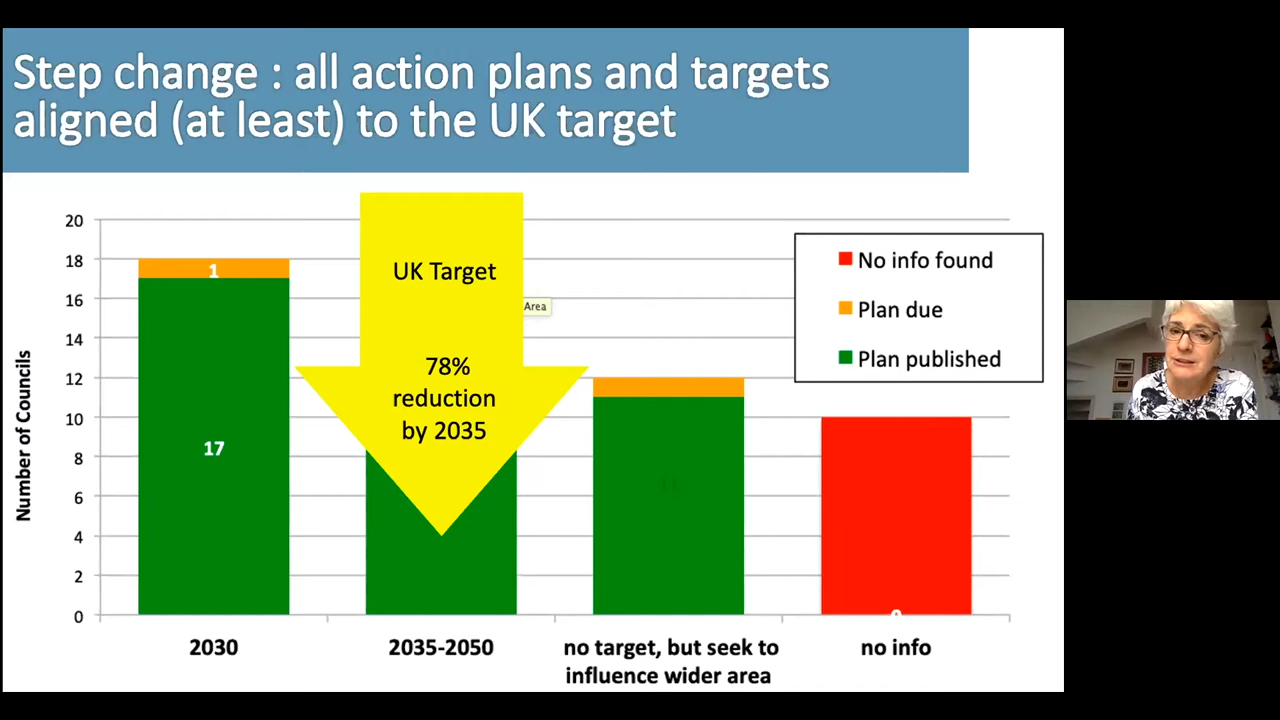 Step change : all action plans and targets
aligned (at least) to the UK target
20
18
16
14
12
10
8
6
4
2
0
Number of Councils
1
17
UK Target
78%
reduction
by 2035
Area
11
0
No info found
Plan due
Plan published
2030
2035-2050
no target, but seek to
influence wider area
no info